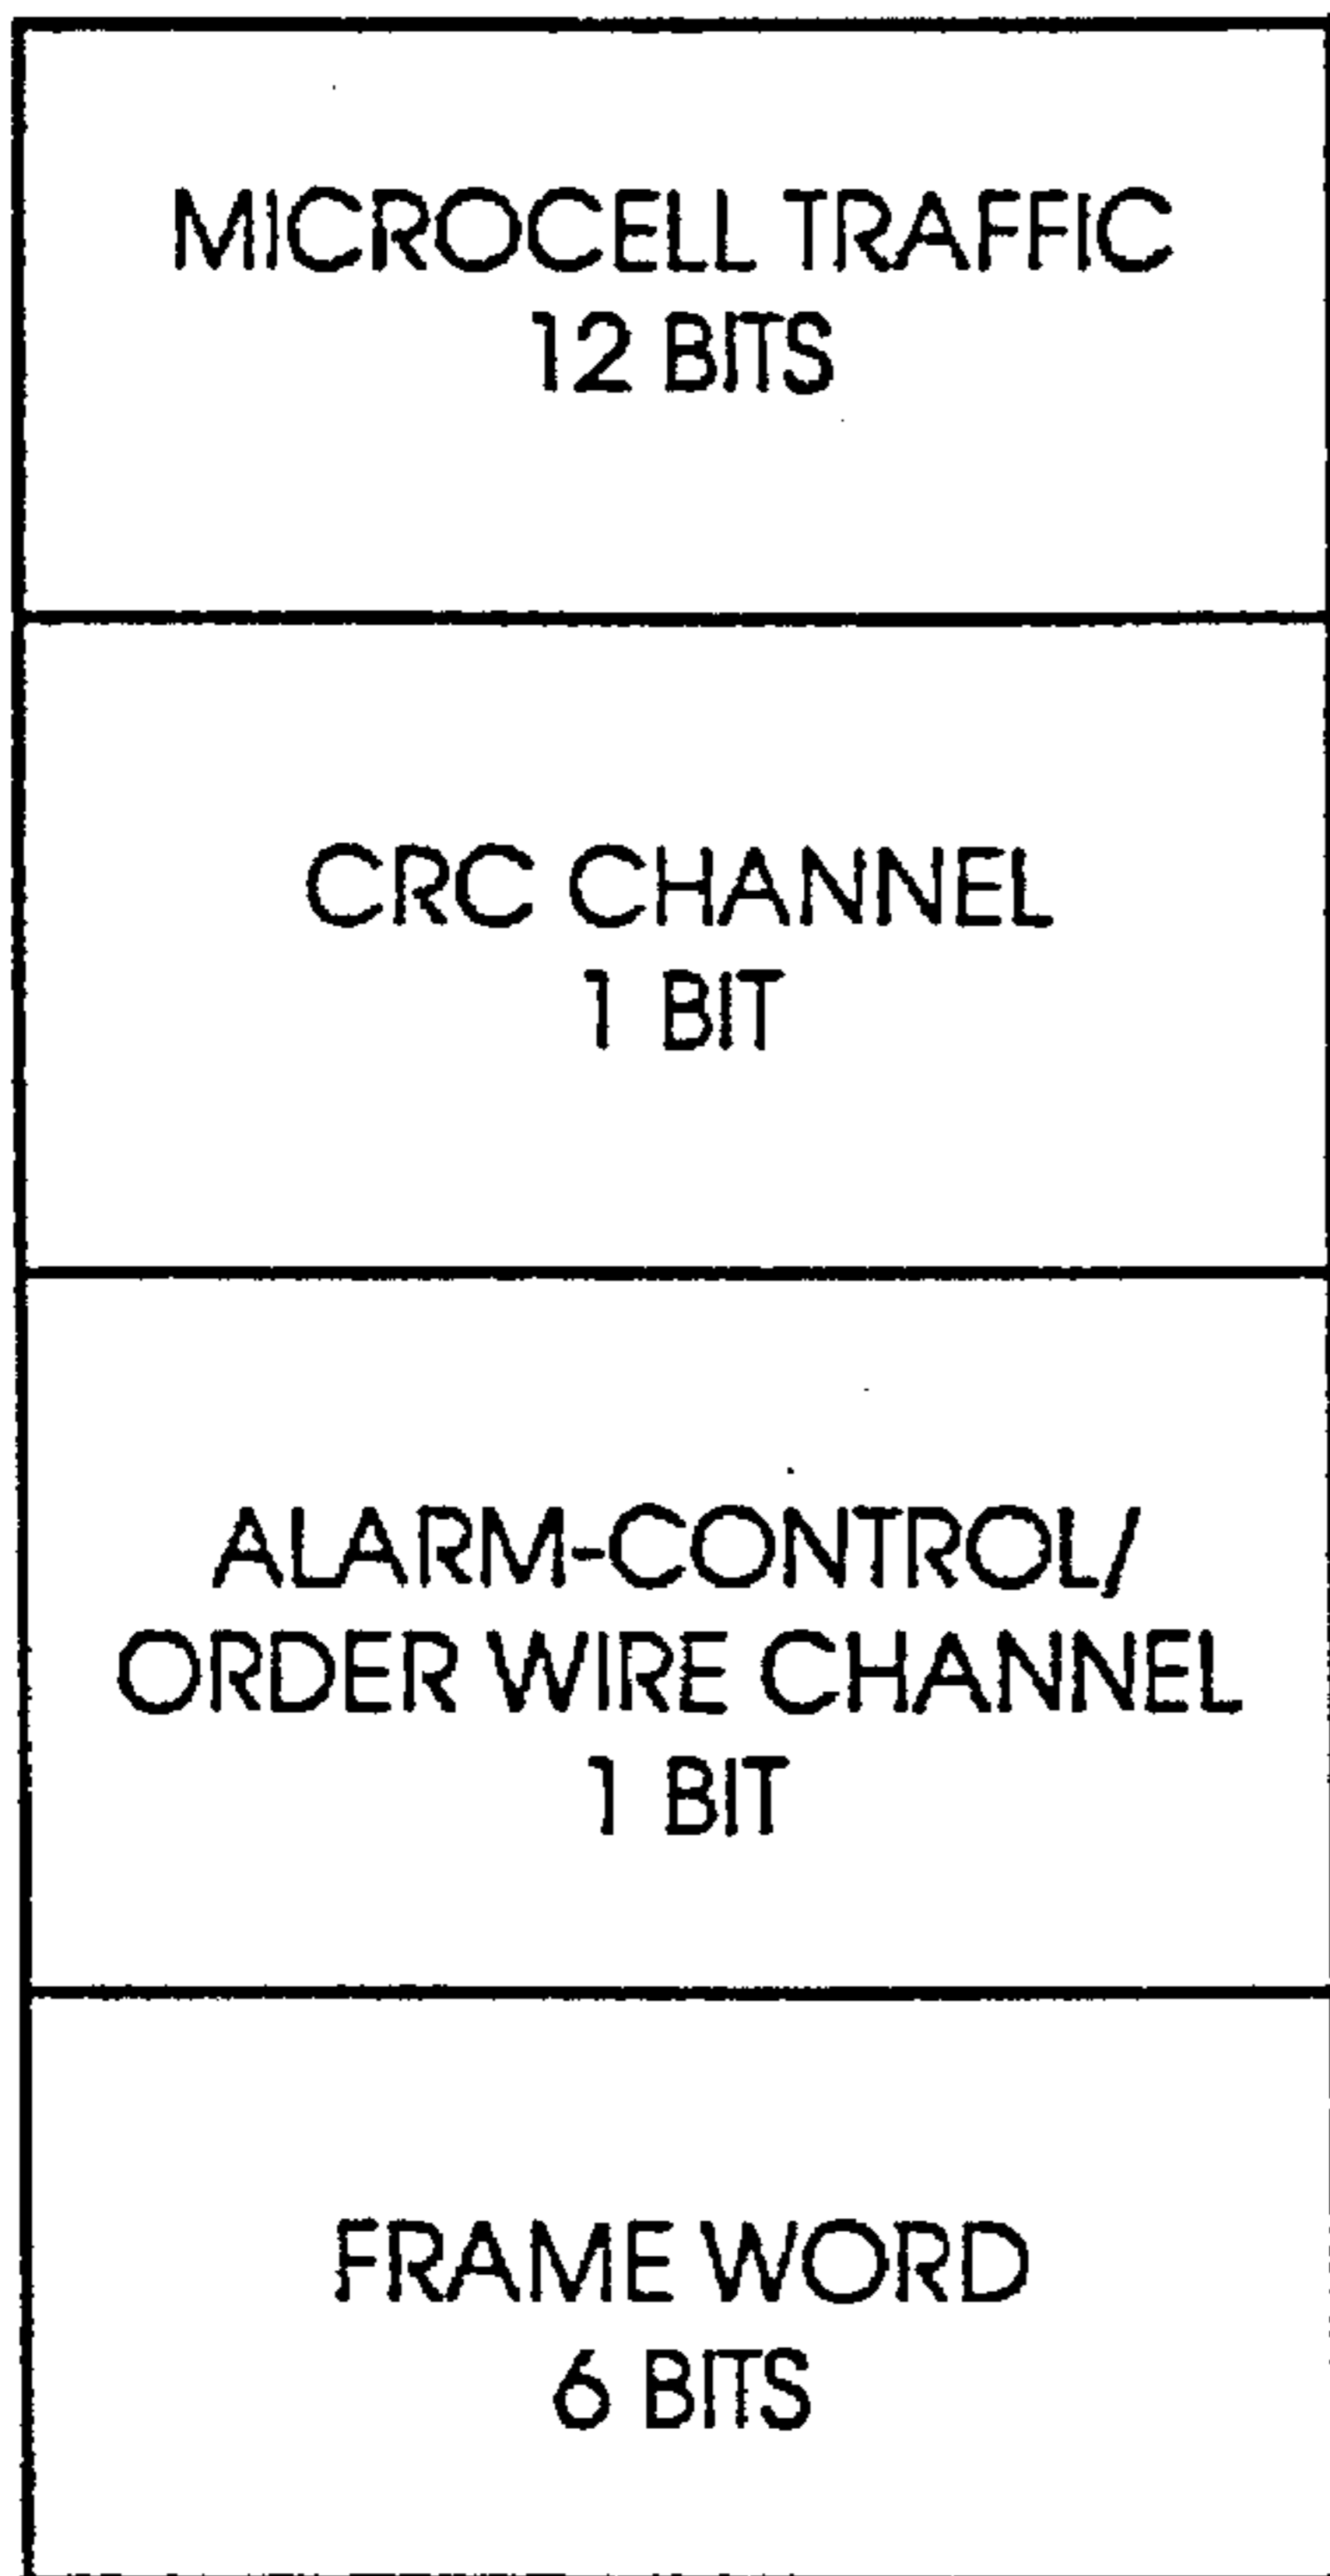 MICROCELL TRAFFIC
12 BITS
CRC CHANNEL
1 BIT
ALARM-CONTROL/
ORDER WIRE CHANNEL
1 BIT
FRAME WORD
6 BITS